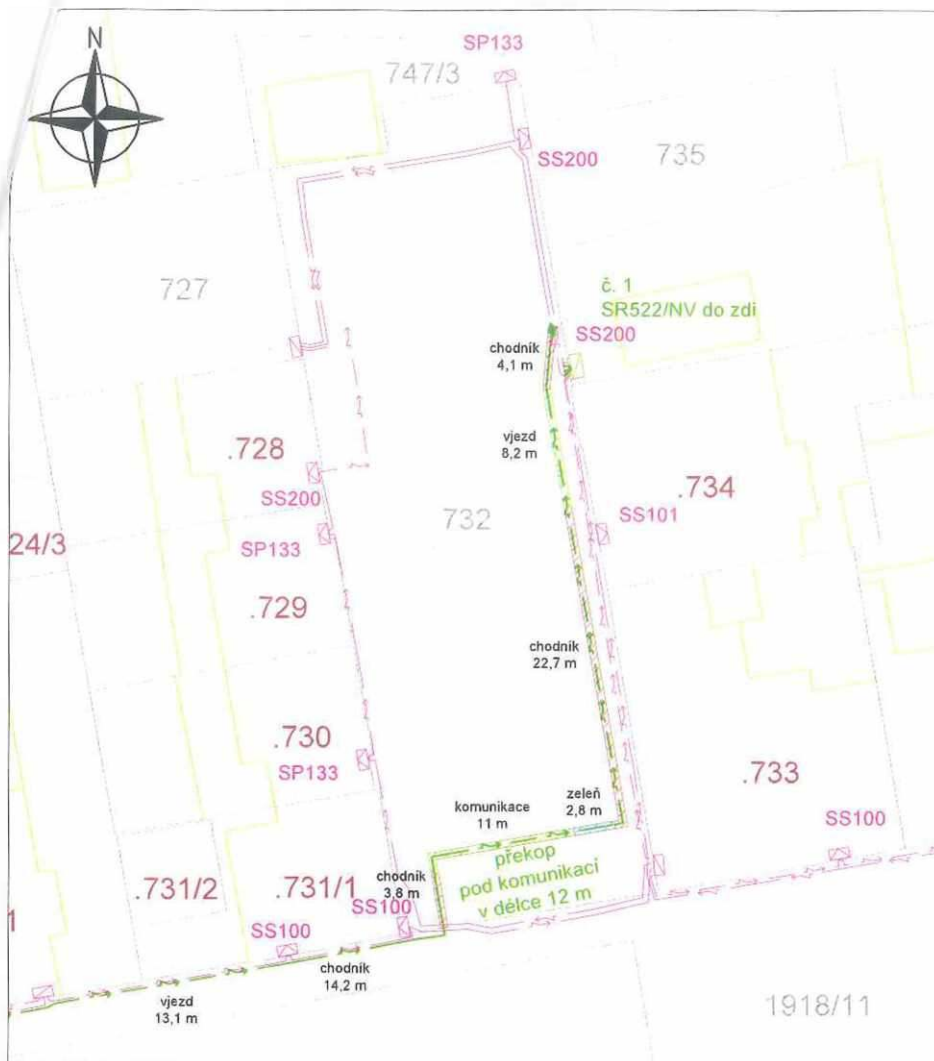 N
SP133
747/3
SS200
735
727
č. 1
SR522/NV do zdi
SS200
chodník
4,1 m
vjezd
8,2 m
.728
SS200
732
.734
SS101
SP133
24/3
.729
chodník
22,7 m
.730
SP133
.733
komunikace
11 m
zeleň
2,8 m
SS100
překop
pod komunikací
v délce 12 m
.731/2
.731/1
chodník
3,8 m
SS100
1
SS100
chodník
14,2 m
vjezd
13,1 m
1918/11